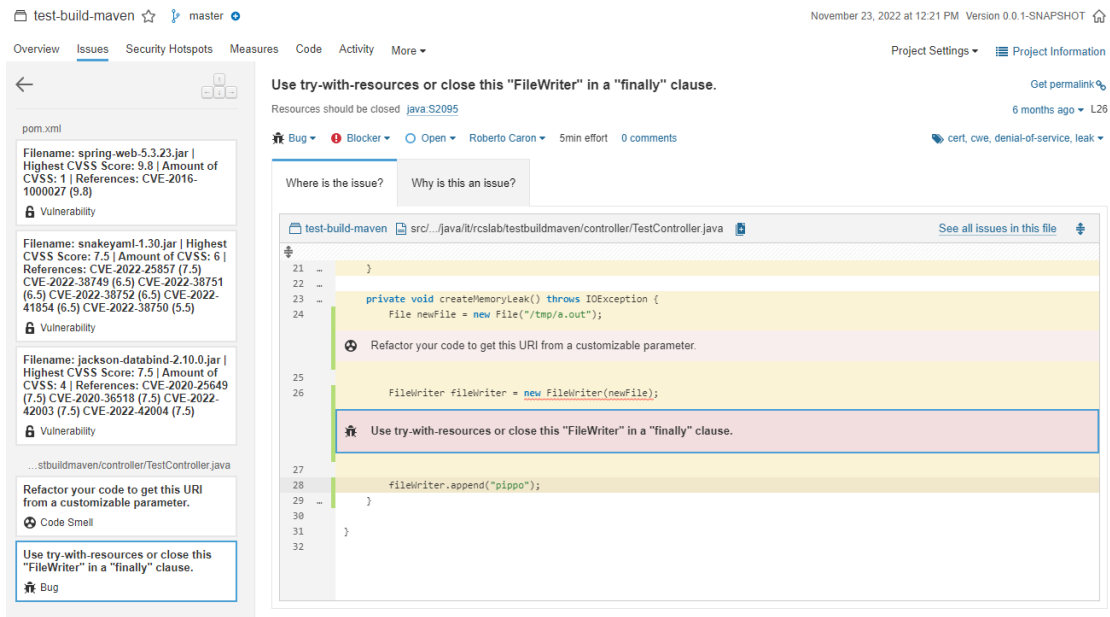 test-build-maven master
November 23, 2022 at 12:21 PM Version 0.0.1-SNAPSHOT
Overview Issues Security Hotspots Measures Code Activity More
Project Settings Project Information
pom.xml
Filename: spring-web-5.3.23.jar |
Highest CVSS Score: 9.8 | Amount of
CVSS: 1 | References: CVE-2016-
1000027 (9.8)
Vulnerability
Filename: snakeyaml-1.30.jar | Highest
CVSS Score: 7.5 | Amount of CVSS: 6 |
References: CVE-2022-25857 (7.5)
CVE-2022-38749 (6.5) CVE-2022-38751
(6.5) CVE-2022-38752 (6.5) CVE-2022-
41854 (6.5) CVE-2022-38750 (5.5)
Vulnerability
Filename: jackson-databind-2.10.0.jar |
Highest CVSS Score: 7.5 | Amount of
CVSS: 4 | References: CVE-2020-25649
(7.5) CVE-2020-36518 (7.5) CVE-2022-
42003 (7.5) CVE-2022-42004 (7.5)
Vulnerability
...stbuildmaven/controller/TestController.java
Refactor your code to get this URI
from a customizable parameter.
Code Smell
Use try-with-resources or close this
"FileWriter" in a "finally" clause.
Bug
Use try-with-resources or close this "FileWriter" in a "finally" clause.
Get permalink
Resources should be closed java:S2095
6 months ago L26
Bug Blocker Open Roberto Caron 5min effort 0 comments
cert, cwe, denial-of-service, leak
Where is the issue? Why is this an issue?
test-build-maven src/.../java/it/rcslab/testbuildmaven/controller/TestController.java
See all issues in this file
21 ... }
22 ...
23 ... private void createMemoryLeak() throws IOException {
24 File newFile = new File("/tmp/a.out");
Refactor your code to get this URI from a customizable parameter.
25
26 FileWriter fileWriter = new FileWriter(newFile);
Use try-with-resources or close this "FileWriter" in a "finally" clause.
27
28 fileWriter.append("pippo");
29 ... }
30
31 }
32